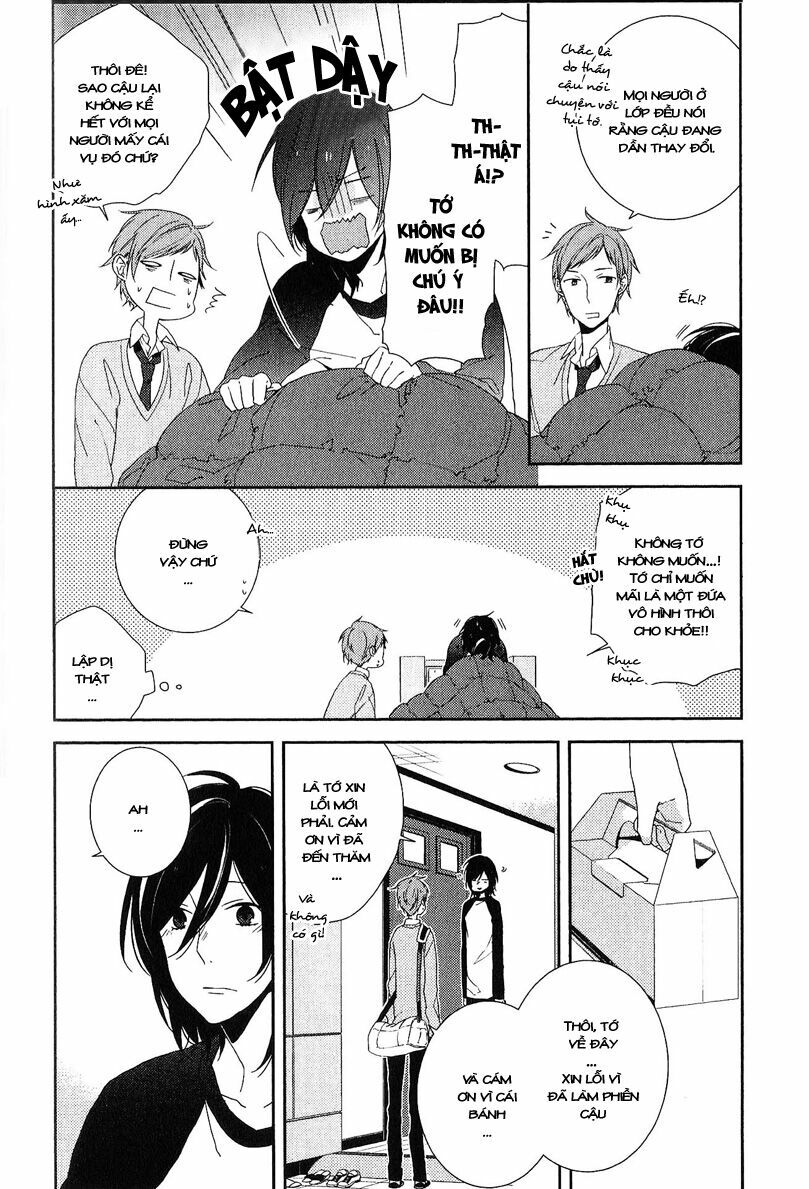 MỌI NGƯỜI Ở
LỚP ĐỀU NÓI
RẰNG CẬU ĐANG
DẦN THAY ĐỔI.
Chắc là
do thấy
cậu nói
chuyện với
tụi tớ.
Éh!?
TH-
TH-THẬT
Á!?
TỚ
KHÔNG CÓ
MUỐN BỊ
CHÚ Ý
ĐÂU!!
BẬT DẬY
THÔI ĐÊ!
SAO CẬU LẠI
KHÔNG KỂ
HẾT VỚI MỌI
NGƯỜI MẤY CÁI
VỤ ĐÓ CHỨ?
Như
hình xăm
ấy...
Khụ
khụ
KHÔNG, TỚ
KHÔNG MUỐN...!
TỚ CHỈ MUỐN
MÃI LÀ MỘT ĐỨA
VÔ HÌNH THÔI
CHO KHỎE!!
HẮT
CHÙ!
Khục
khục.
Ah...
ĐỪNG
VẬY CHỨ
...
LẬP DỊ
THẬT
...
THÔI, TỚ
VỀ ĐÂY
...
XIN LỖI VÌ
ĐÃ LÀM PHIỀN
CẬU
VÀ CÁM
ƠN VÌ CÁI
BÁNH
...
LÀ TỚ XIN
LỖI MỚI
PHẢI. CẢM
ƠN VÌ ĐÃ
ĐẾN THĂM
...
Và
không
có gì!
AH
...